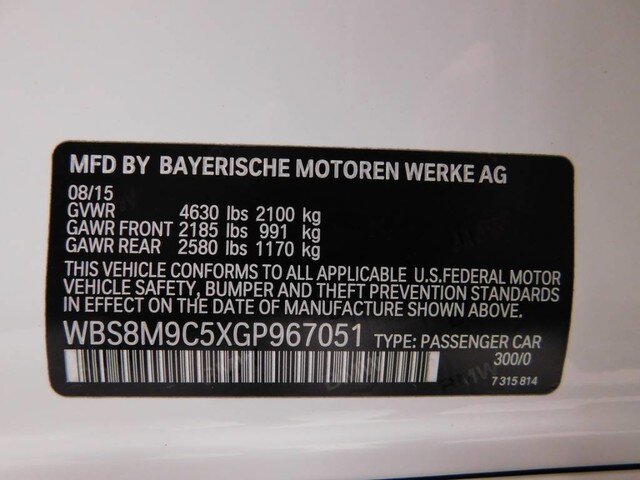 MFD BY BAYERISCHE MOTOREN WERKE AG
08/15
GVWR 4630 lbs 2100 kg
GAWR FRONT 2185 lbs 991 kg
GAWR REAR 2580 lbs 1170 kg
THIS VEHICLE CONFORMS TO ALL APPLICABLE U.S.FEDERAL MOTOR
VEHICLE SAFETY, BUMPER AND THEFT PREVENTION STANDARDS
IN EFFECT ON THE DATE OF MANUFACTURE SHOWN ABOVE.
WBS8M9C5XGP967051 TYPE: PASSENGER CAR
300/0
7 315 814